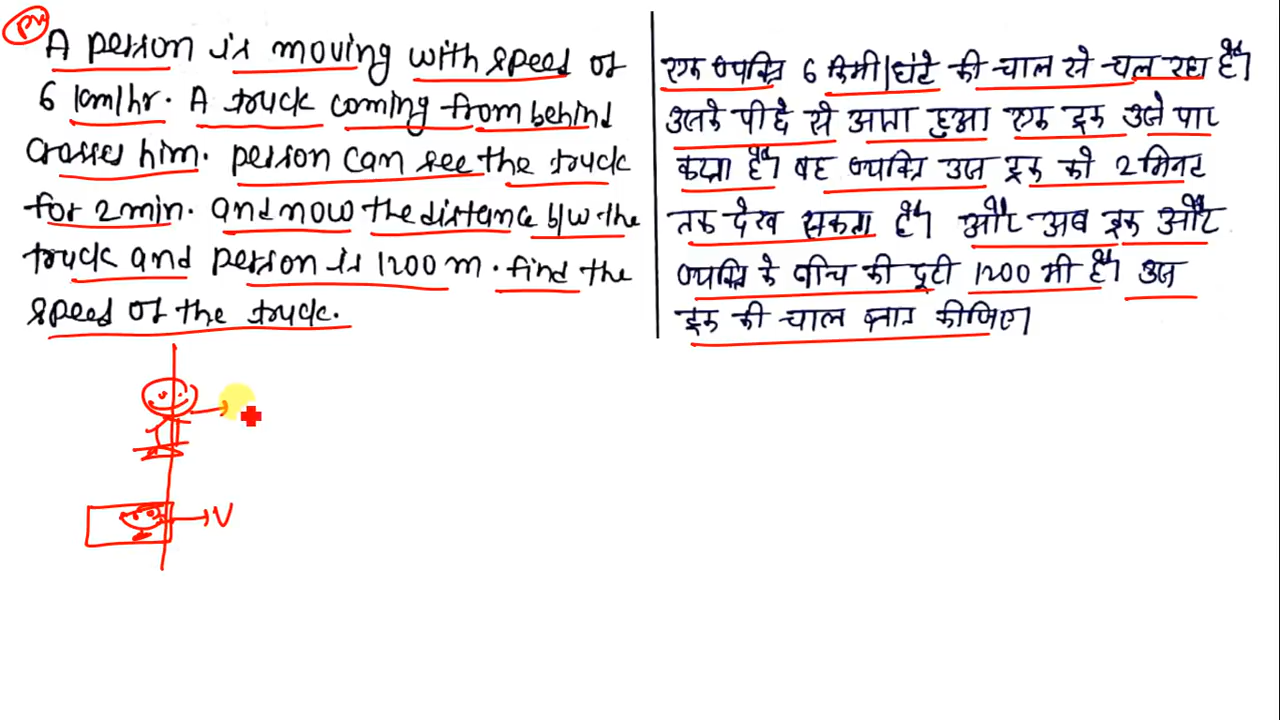 A person is moving with speed of
6 km/hr. A truck coming from behind
crosses him. person can see the truck
for 2 min. and now the distance b/w the
truck and person is 1200 m. find the
speed of the truck.
एक व्यक्ति 6 किमी/घंटे की चाल से चल रहा है।
उसके पीछे से आता हुआ एक ट्रक उसे पार
करता है। वह व्यक्ति उस ट्रक को 2 मिनट
तक देख सकता है। और अब ट्रक और
व्यक्ति के बीच की दूरी 1200 मी है। उस
ट्रक की चाल ज्ञात कीजिए।
V